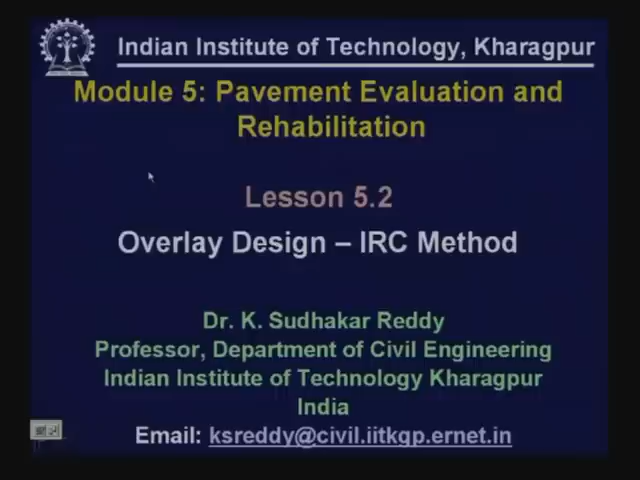 Indian Institute of Technology, Kharagpur
Module 5: Pavement Evaluation and
Rehabilitation
Lesson 5.2
Overlay Design – IRC Method
Dr. K. Sudhakar Reddy
Professor, Department of Civil Engineering
Indian Institute of Technology Kharagpur
India
Email: ksreddy@civil.iitkgp.ernet.in